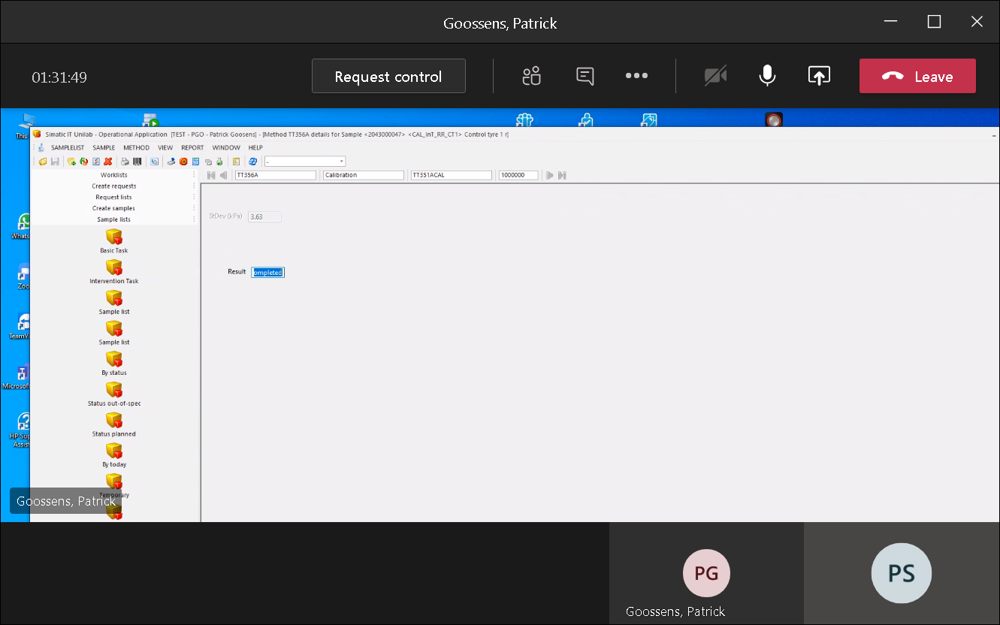 Goossens, Patrick
01:31:49
Request control
Leave
This
Simatic IT Unilab - Operational Application [TEST - PGO - Patrick Goosens] - [Method TT356A details for Sample <2043000047> <CAL_InT_RR_CT1> Control tyre 1 r]
SAMPLELIST SAMPLE METHOD VIEW REPORT WINDOW HELP
-
Worklists
TT356A Calibration TT351ACAL 1000000
Create requests
Request lists
Create samples
Sample lists
StDev (kPa) 3.63
Whats
Basic Task
Result ompleted
Intervention Task
Zoo
Sample list
TeamVi
Sample list
By status
Microsoft
Status out-of-spec
Status planned
HP Sup
Assist
By today
Temporary
Goossens, Patrick
PG
PS
Goossens, Patrick